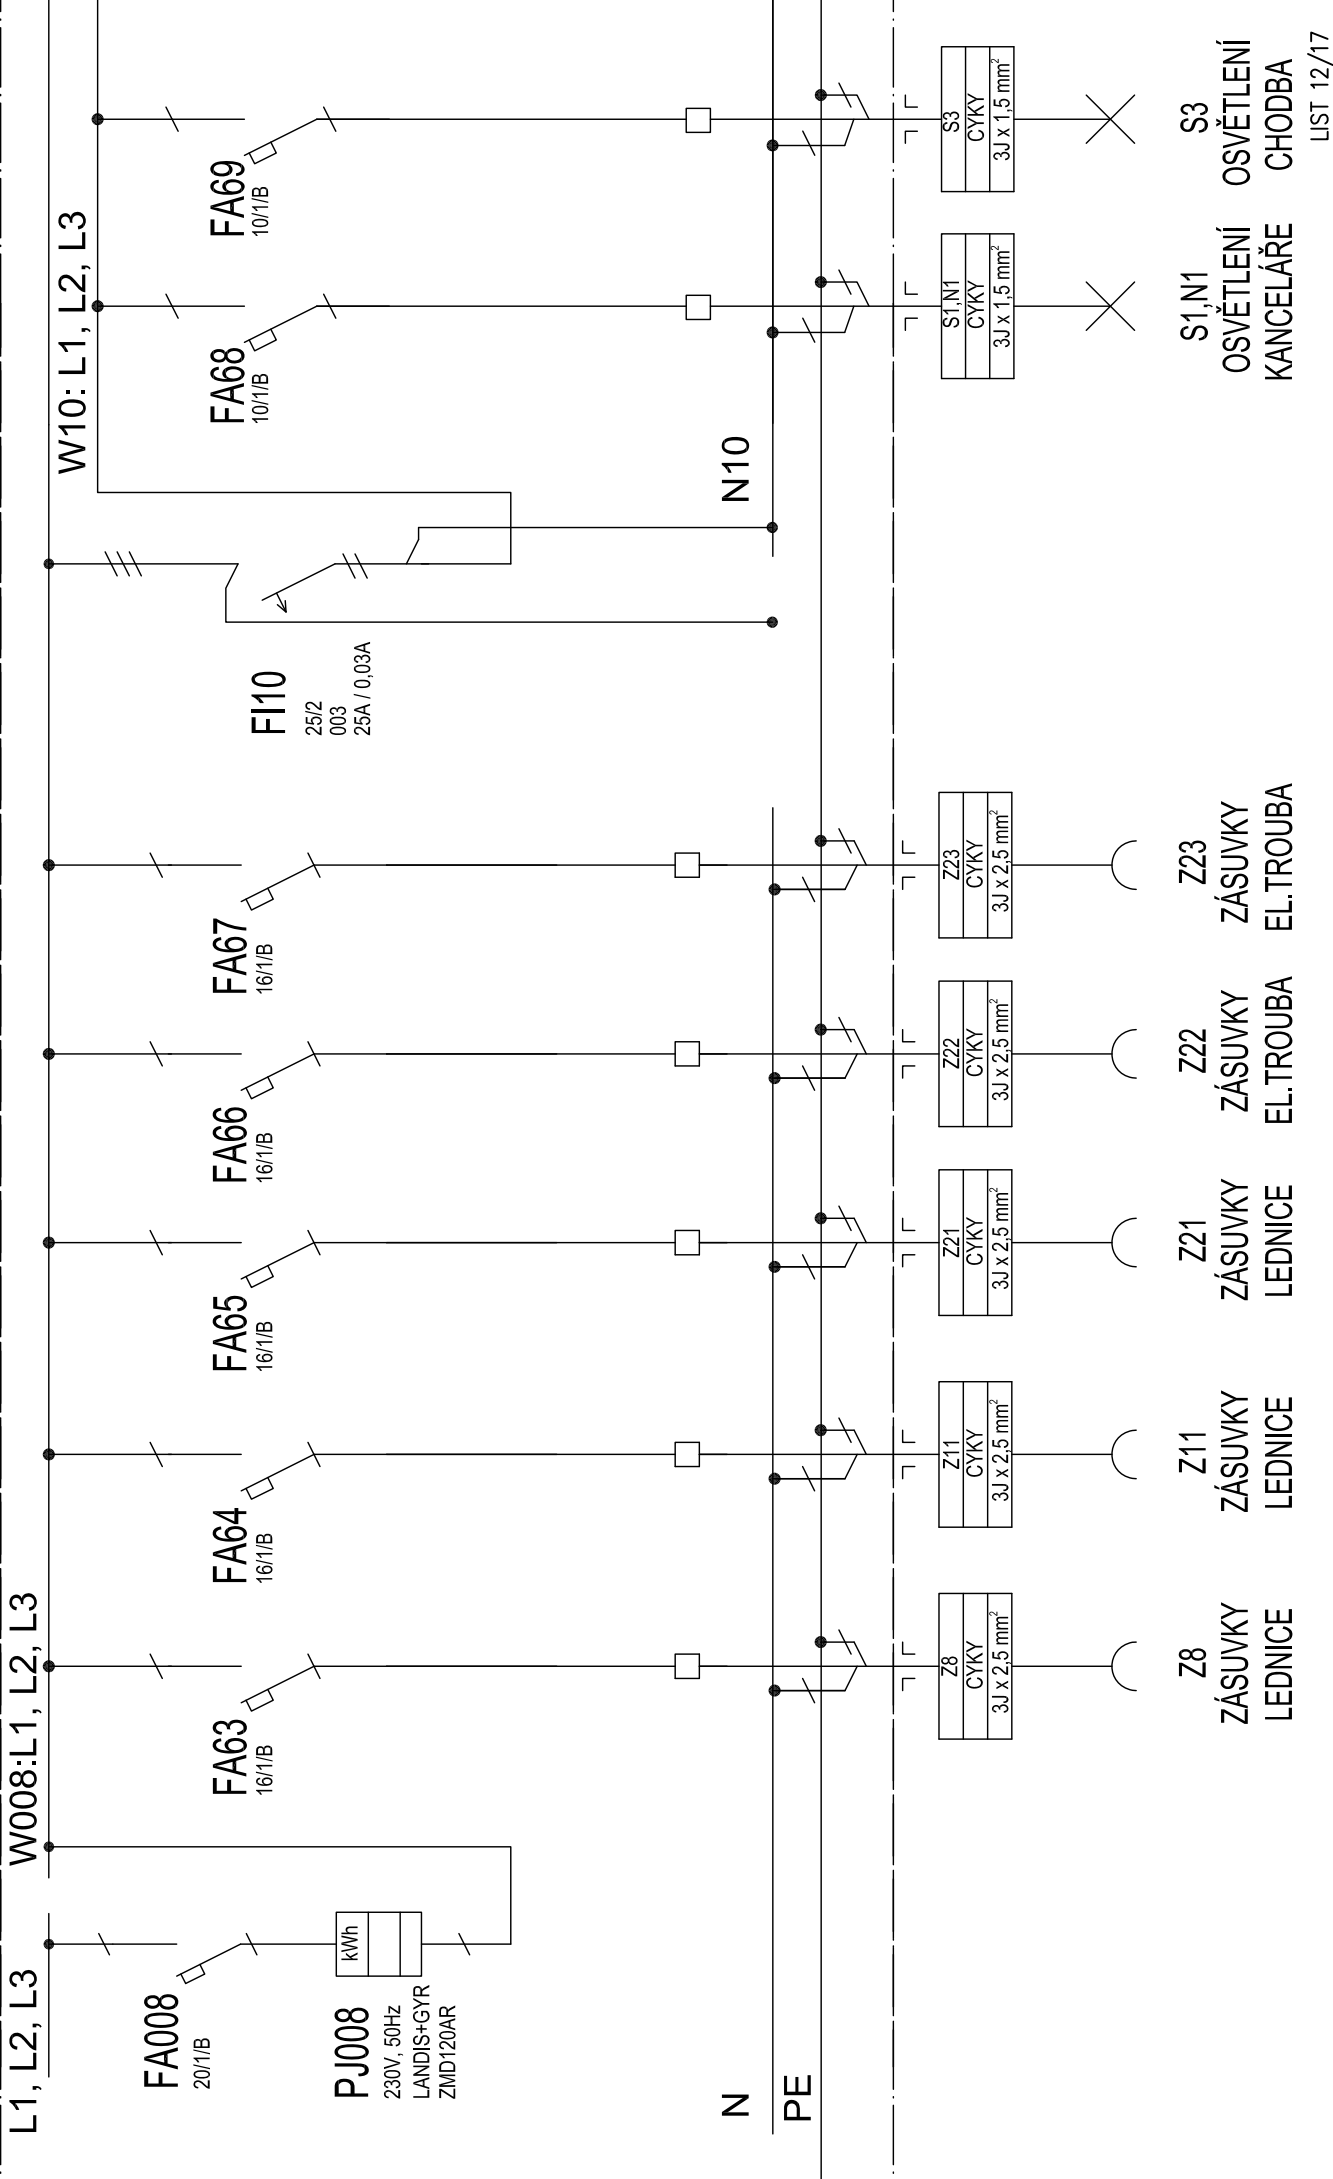 L1, L2, L3
W008:L1, L2, L3
W10: L1, L2, L3
FA008
20/1/B
PJ008
230V, 50Hz
LANDIS+GYR
ZMD120AR
kWh
FA63
16/1/B
FA64
16/1/B
FA65
16/1/B
FA66
16/1/B
FA67
16/1/B
FI10
25/2
003
25A / 0,03A
FA68
10/1/B
FA69
10/1/B
N
PE
N10
Z8
CYKY
3J x 2,5 mm²
Z11
CYKY
3J x 2,5 mm²
Z21
CYKY
3J x 2,5 mm²
Z22
CYKY
3J x 2,5 mm²
Z23
CYKY
3J x 2,5 mm²
S1,N1
CYKY
3J x 1,5 mm²
S3
CYKY
3J x 1,5 mm²
Z8
ZÁSUVKY
LEDNICE
Z11
ZÁSUVKY
LEDNICE
Z21
ZÁSUVKY
LEDNICE
Z22
ZÁSUVKY
EL.TROUBA
Z23
ZÁSUVKY
EL.TROUBA
S1,N1
OSVĚTLENÍ
KANCELÁŘE
S3
OSVĚTLENÍ
CHODBA
LIST 12/17